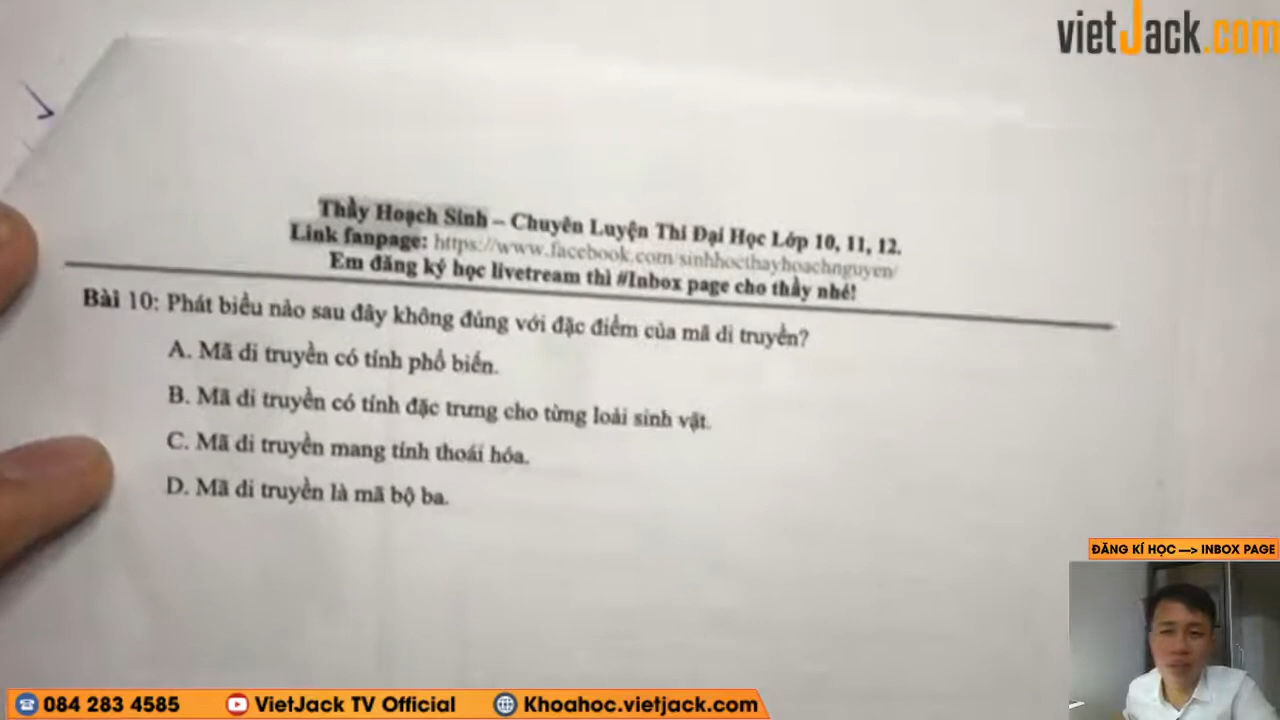 vietJack.com
Thầy Hoạch Sinh – Chuyên Luyện Thi Đại Học Lớp 10, 11, 12.
Link fanpage: https://www.facebook.com/sinhhocthayhoachnguyen/
Em đăng ký học livetream thì #Inbox page cho thầy nhé!
Bài 10: Phát biểu nào sau đây không đúng với đặc điểm của mã di truyền?
A. Mã di truyền có tính phổ biến.
B. Mã di truyền có tính đặc trưng cho từng loài sinh vật.
C. Mã di truyền mang tính thoái hóa.
D. Mã di truyền là mã bộ ba.
ĐĂNG KÍ HỌC —> INBOX PAGE
084 283 4585 VietJack TV Official Khoahoc.vietjack.com